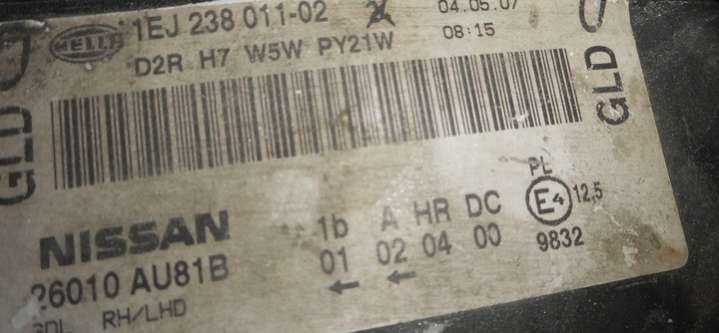 HELLA 1EJ 238 011-02 04.05.07
D2R H7 W5W PY21W 08:15
GLD
GLD
NISSAN 1b A HR DC PL E4 12,5
26010 AU81B 01 02 04 00 9832
← ←
RH/LHD